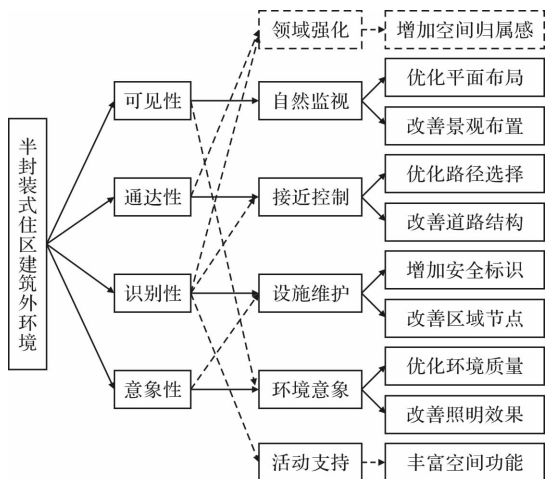 半封装式住区建筑外环境
可见性
通达性
识别性
意象性
领域强化
自然监视
接近控制
设施维护
环境意象
活动支持
增加空间归属感
优化平面布局
改善景观布置
优化路径选择
改善道路结构
增加安全标识
改善区域节点
优化环境质量
改善照明效果
丰富空间功能